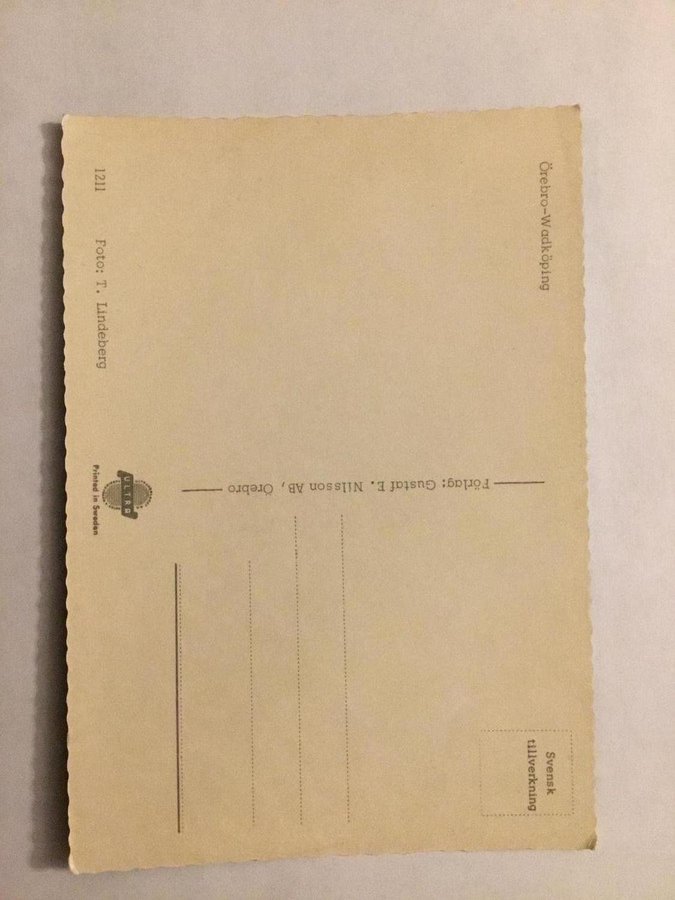 Örebro-Wadköping
1211 Foto: T. Lindeberg
Förlag: Gustaf E. Nilsson AB, Örebro
ULTRA
Printed in Sweden
Svensk
tillverkning